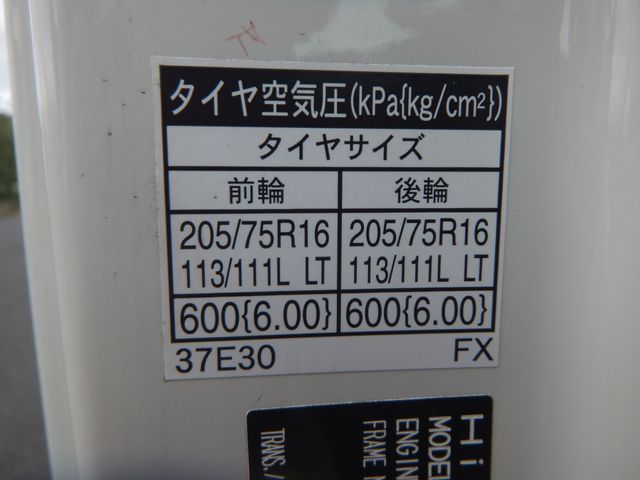 タイヤ空気圧(kPa{kg/cm²})
タイヤサイズ
前輪 後輪
205/75R16 205/75R16
113/111L LT 113/111L LT
600{6.00} 600{6.00}
37E30 FX
Hi
MODEL
ENGIN
FRAME N
TRANS./